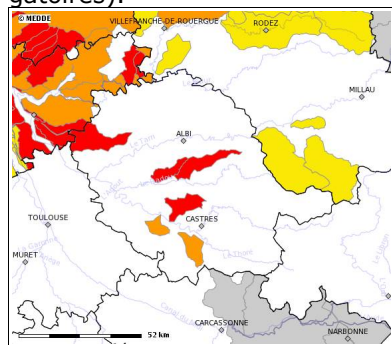 gatoires).
© MEDDE
VILLEFRANCHE-DE-ROUERGUE
RODEZ
MILLAU
ALBI
TOULOUSE
CASTRES
MURET
CARCASSONNE
NARBONNE
52 km